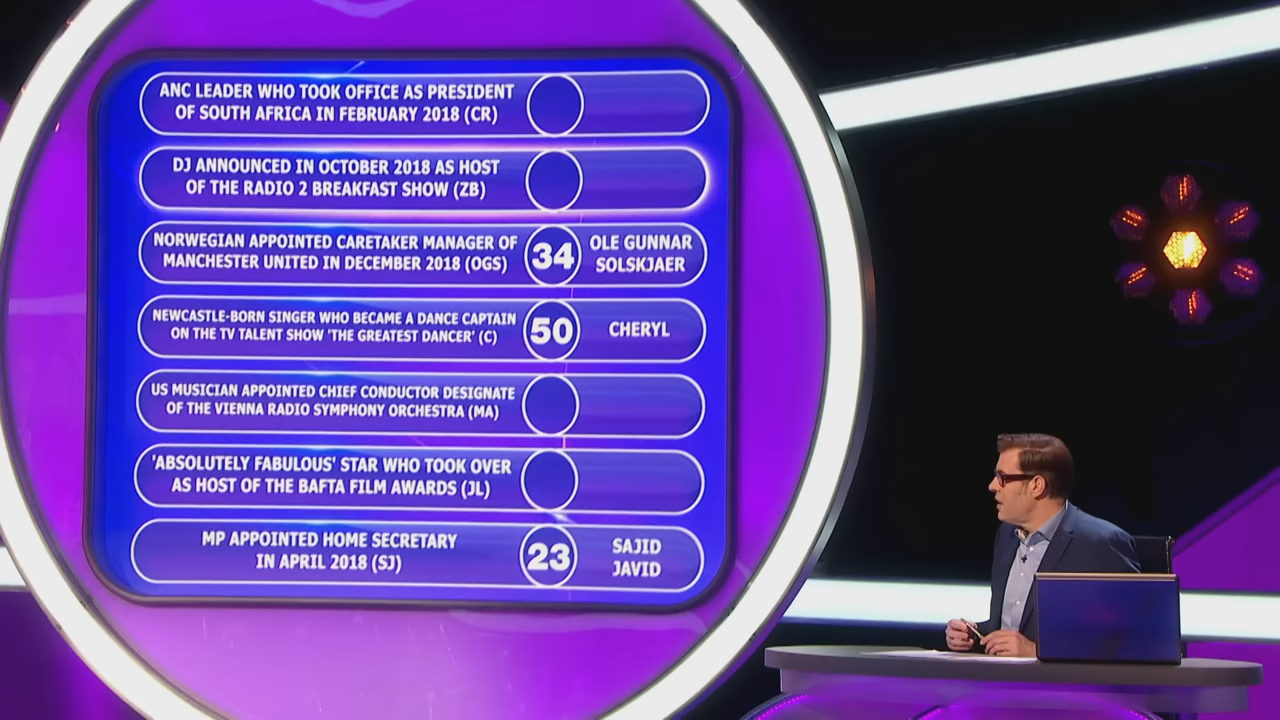 ANC LEADER WHO TOOK OFFICE AS PRESIDENT
OF SOUTH AFRICA IN FEBRUARY 2018 (CR)
DJ ANNOUNCED IN OCTOBER 2018 AS HOST
OF THE RADIO 2 BREAKFAST SHOW (ZB)
NORWEGIAN APPOINTED CARETAKER MANAGER OF
MANCHESTER UNITED IN DECEMBER 2018 (OGS)
34
OLE GUNNAR
SOLSKJAER
NEWCASTLE-BORN SINGER WHO BECAME A DANCE CAPTAIN
ON THE TV TALENT SHOW 'THE GREATEST DANCER' (C)
50
CHERYL
US MUSICIAN APPOINTED CHIEF CONDUCTOR DESIGNATE
OF THE VIENNA RADIO SYMPHONY ORCHESTRA (MA)
'ABSOLUTELY FABULOUS' STAR WHO TOOK OVER
AS HOST OF THE BAFTA FILM AWARDS (JL)
MP APPOINTED HOME SECRETARY
IN APRIL 2018 (SJ)
23
SAJID
JAVID